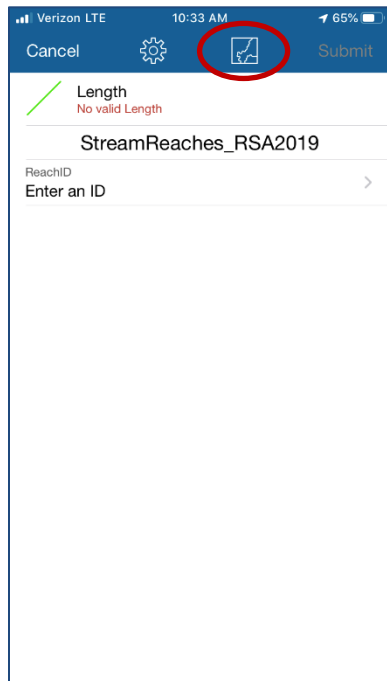 Verizon LTE 10:33 AM 65%
Cancel Submit
Length
No valid Length
StreamReaches_RSA2019
ReachID
Enter an ID